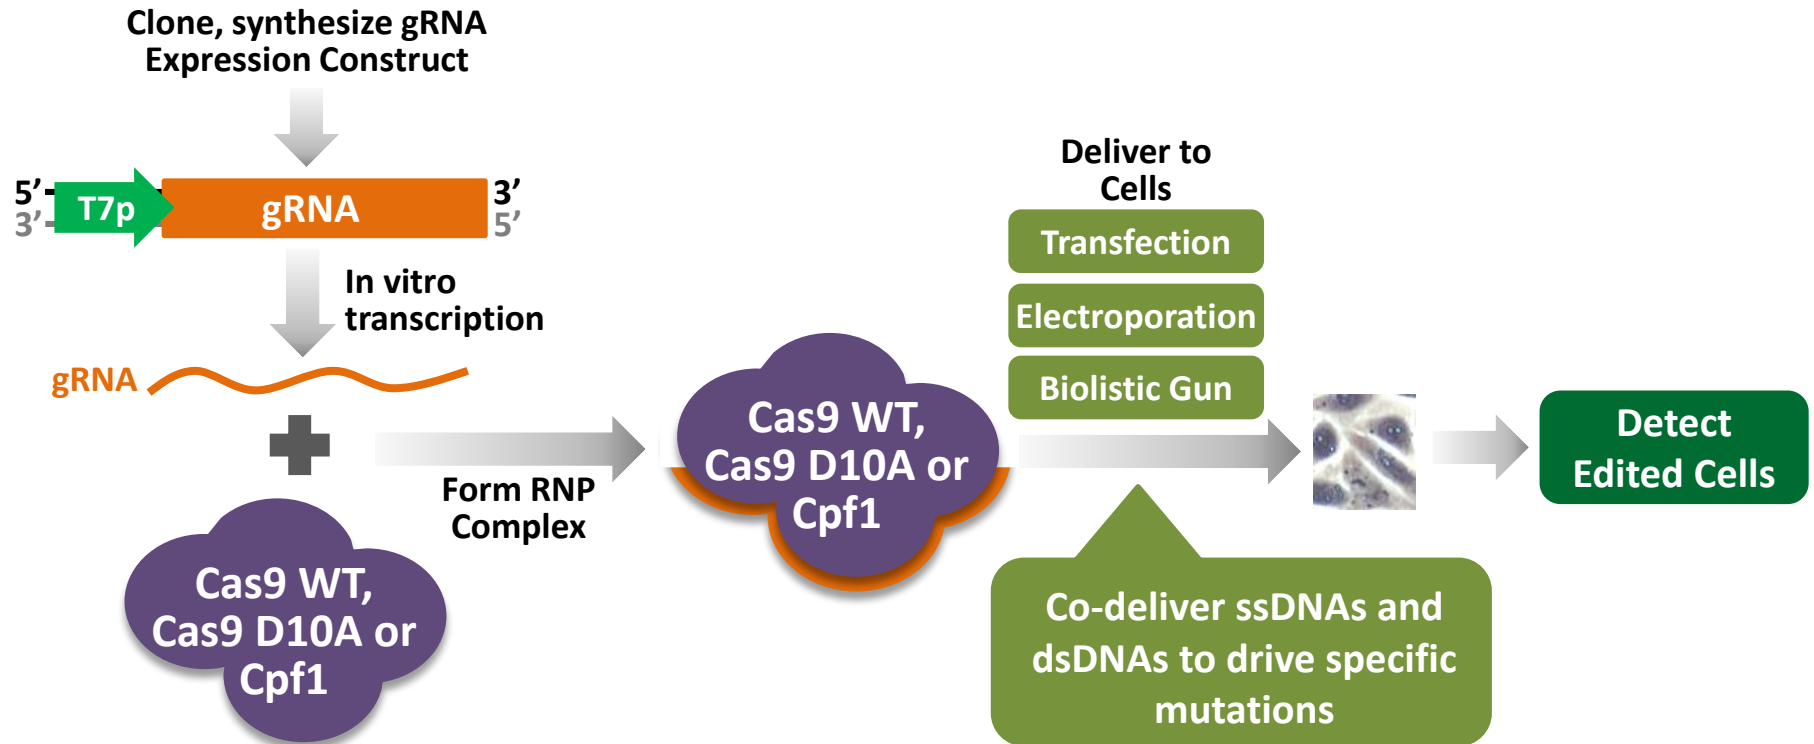 Clone, synthesize gRNA
Expression Construct
5’
3’
T7p
gRNA
3’
5’
In vitro
transcription
gRNA
Cas9 WT,
Cas9 D10A or
Cpf1
Form RNP
Complex
Cas9 WT,
Cas9 D10A or
Cpf1
Deliver to
Cells
Transfection
Electroporation
Biolistic Gun
Co-deliver ssDNAs and
dsDNAs to drive specific
mutations
Detect
Edited Cells